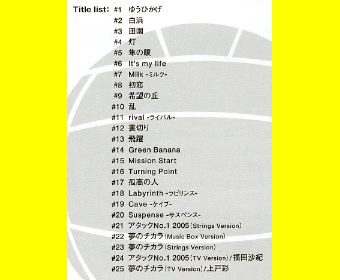 Title list: #1 ゆうひかげ
#2 白浜
#3 田園
#4 灯
#5 隼の眼
#6 It's my life
#7 Milk -ミルク-
#8 初恋
#9 希望の丘
#10 乱
#11 rival -ライバル-
#12 裏切り
#13 飛躍
#14 Green Banana
#15 Mission Start
#16 Turning Point
#17 孤高の人
#18 Labyrinth -ラビリンス-
#19 Cave -ケイブ-
#20 Suspense -サスペンス-
#21 アタックNo.1 2005 (Strings Version)
#22 夢のチカラ (Music Box Version)
#23 夢のチカラ (Strings Version)
#24 アタックNo.1 2005 (TV Version) /福田沙紀
#25 夢のチカラ (TV Version) /上戸彩